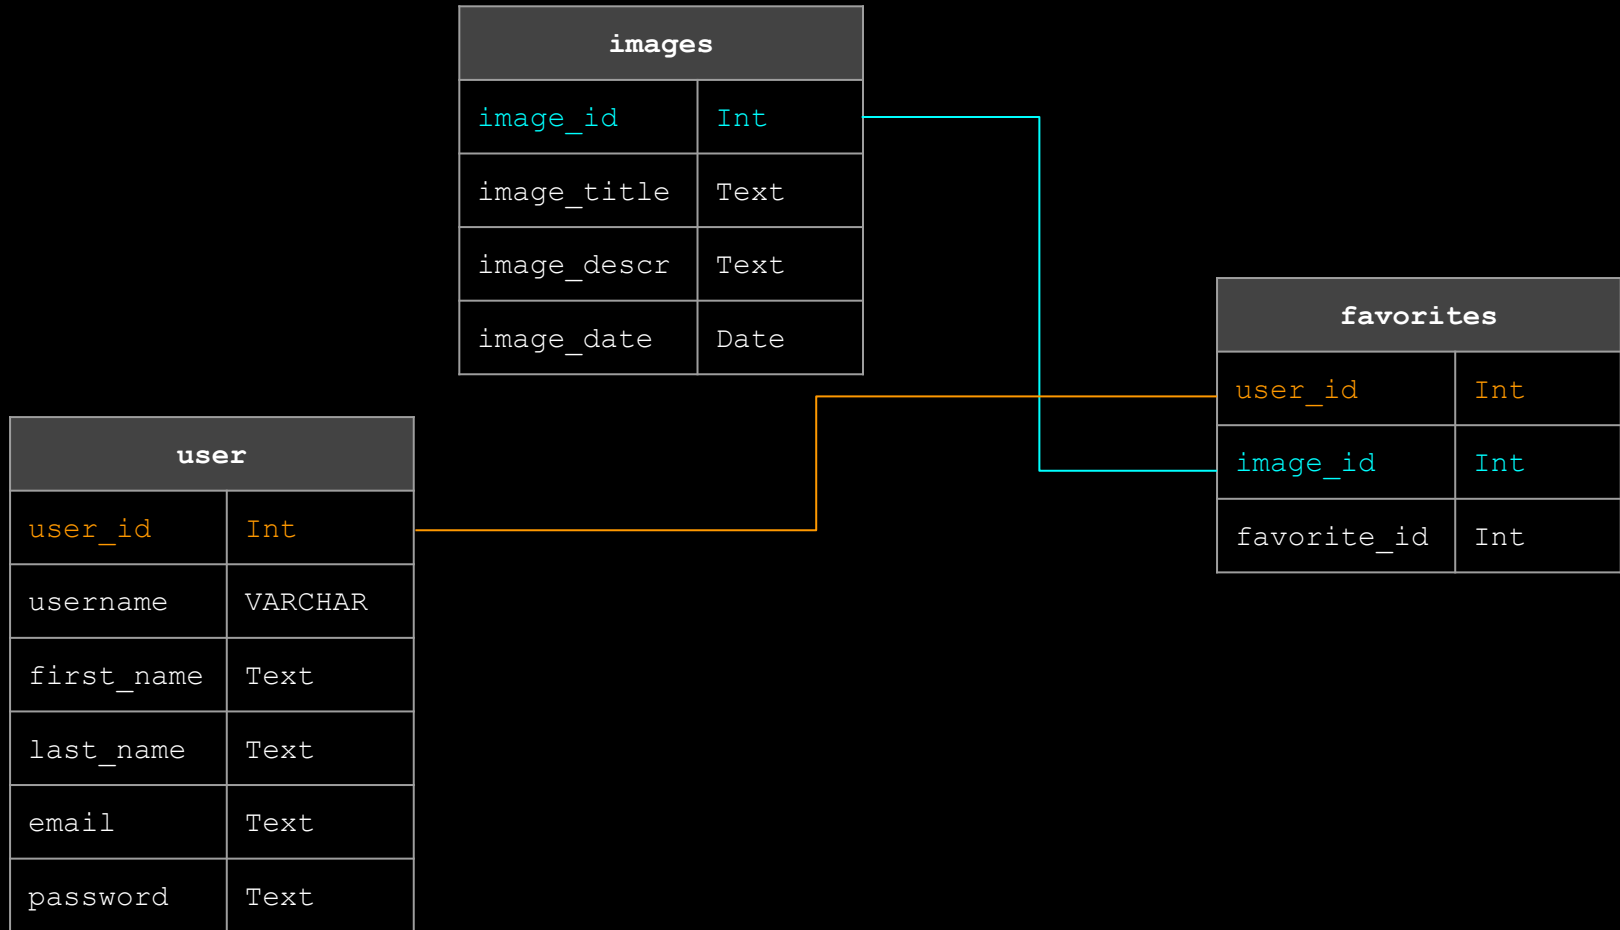 images
image_id Int
image_title Text
image_descr Text
image_date Date
favorites
user_id Int
image_id Int
favorite_id Int
user
user_id Int
username VARCHAR
first_name Text
last_name Text
email Text
password Text